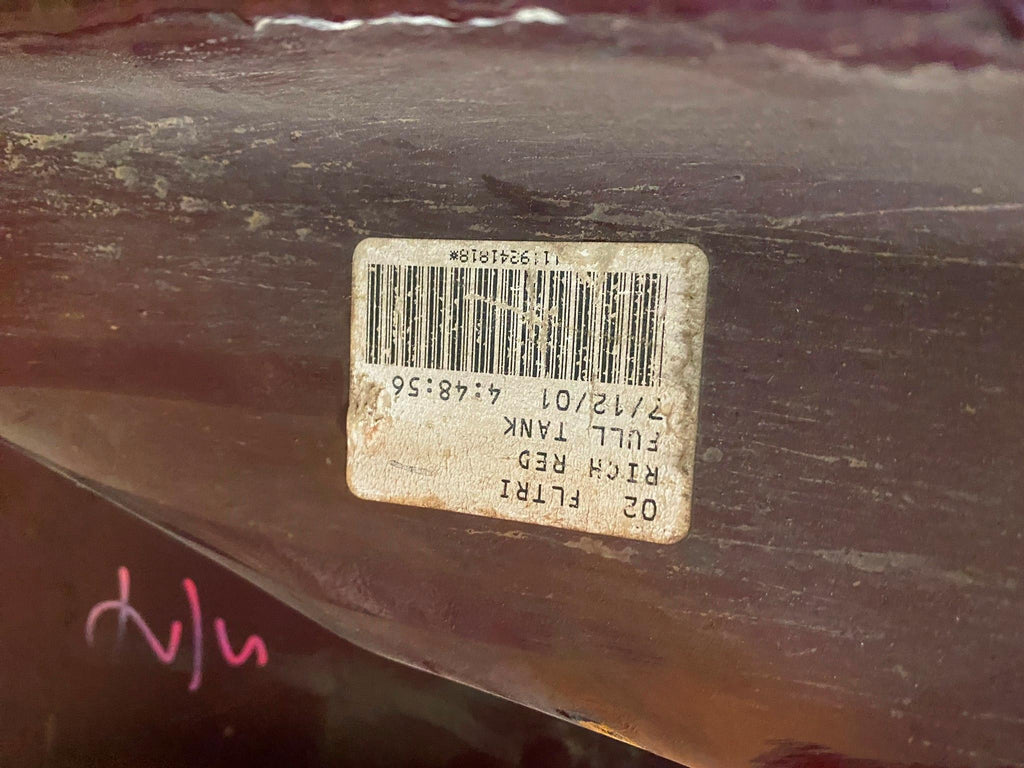 02 FLTRI
RICH RED
FULL TANK
7/12/01 4:48:56